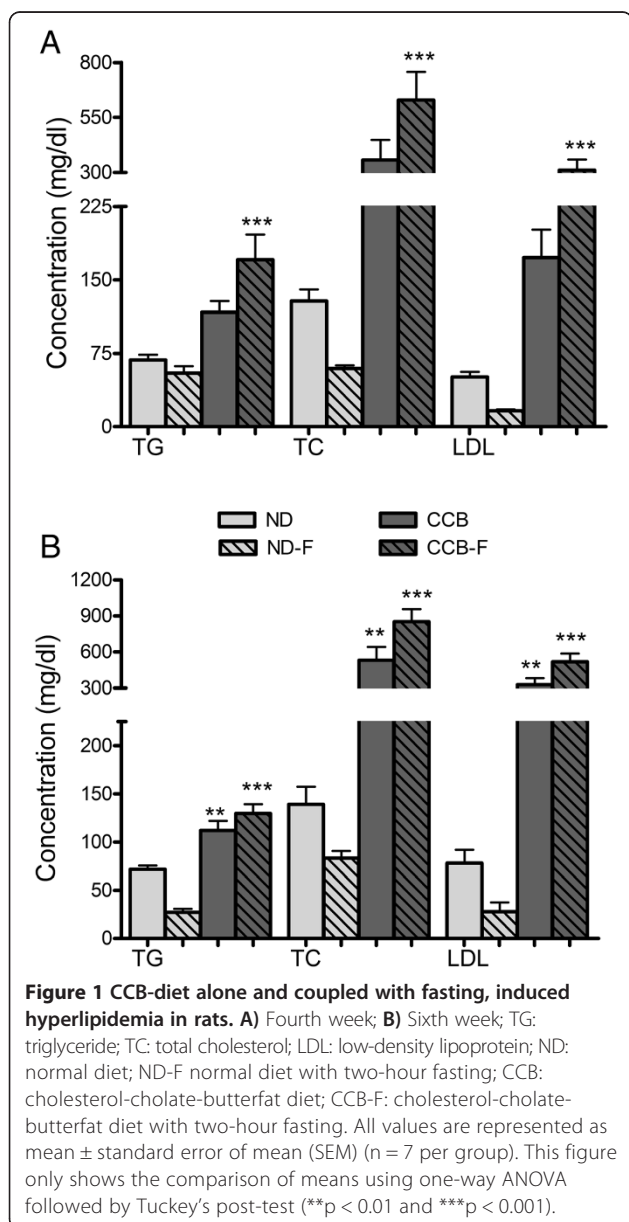 A
Concentration (mg/dl)
800
550
300
225
150
75
0
***
***
***
TG TC LDL
ND CCB
ND-F CCB-F
B
Concentration (mg/dl)
1200
900
600
300
200
150
100
50
0
** ***
** ***
** ***
TG TC LDL
Figure 1 CCB-diet alone and coupled with fasting, induced
hyperlipidemia in rats. A) Fourth week; B) Sixth week; TG:
triglyceride; TC: total cholesterol; LDL: low-density lipoprotein; ND:
normal diet; ND-F normal diet with two-hour fasting; CCB:
cholesterol-cholate-butterfat diet; CCB-F: cholesterol-cholate-
butterfat diet with two-hour fasting. All values are represented as
mean ± standard error of mean (SEM) (n = 7 per group). This figure
only shows the comparison of means using one-way ANOVA
followed by Tuckey's post-test (**p < 0.01 and ***p < 0.001).